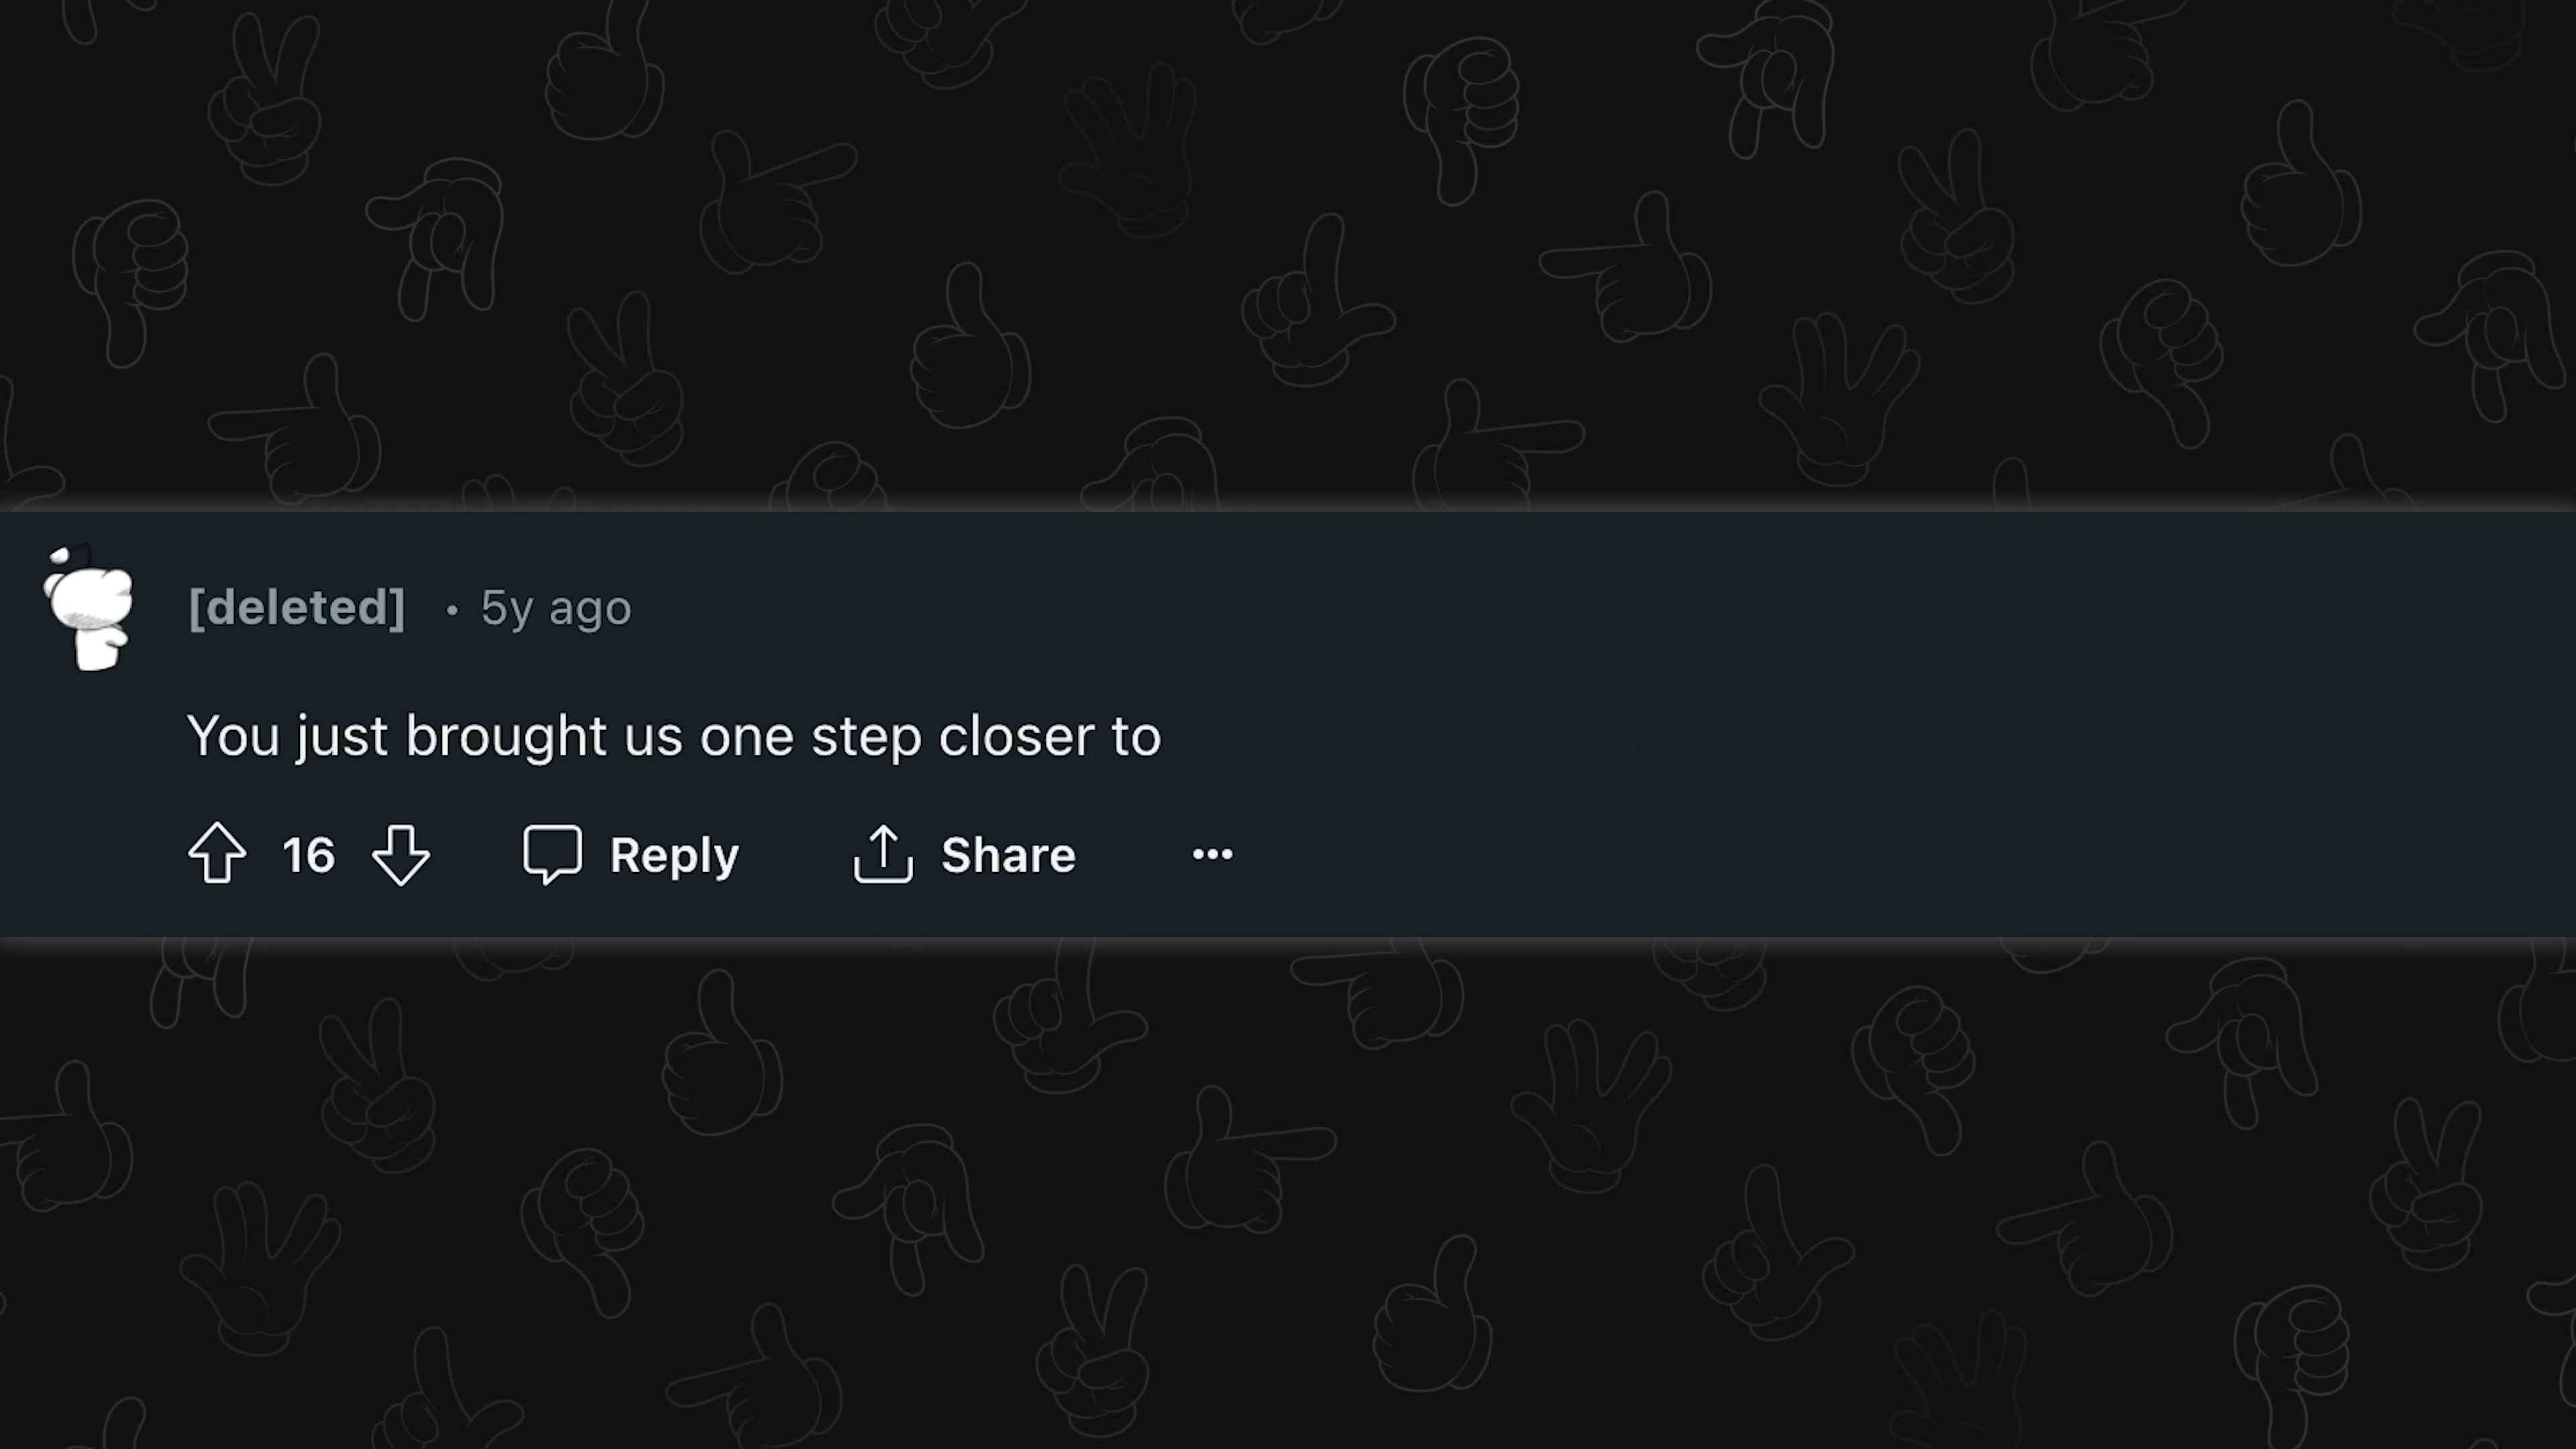 [deleted] • 5y ago
You just brought us one step closer to
16 Reply Share ...